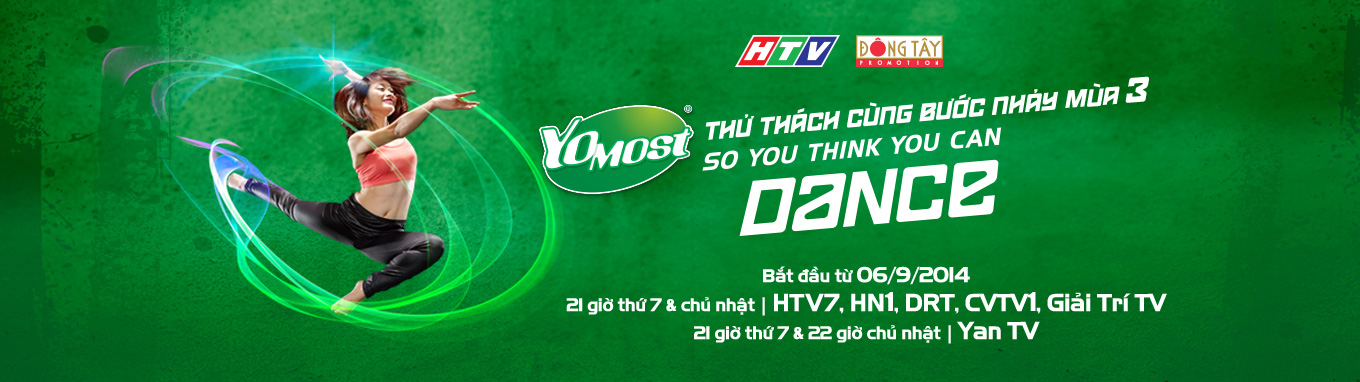 HTV
ĐÔNG TÂY
PROMOTION
YOMOST ®
THỬ THÁCH CÙNG BƯỚC NHẢY MÙA 3
SO YOU THINK YOU CAN
DANCE
Bắt đầu từ 06/9/2014
21 giờ thứ 7 & chủ nhật | HTV7, HN1, DRT, CVTV1, Giải Trí TV
21 giờ thứ 7 & 22 giờ chủ nhật | Yan TV